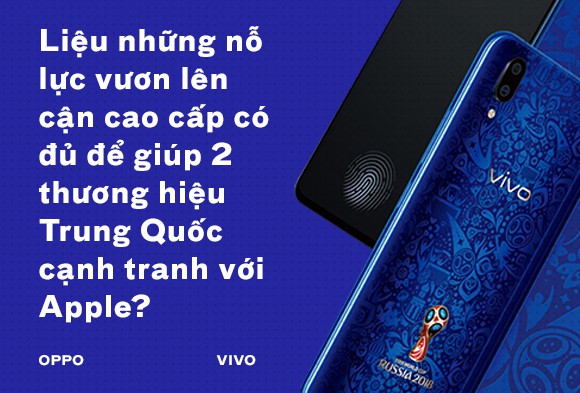 Liệu những nỗ
lực vươn lên
cận cao cấp có
đủ để giúp 2
thương hiệu
Trung Quốc
cạnh tranh với
Apple?
OPPO VIVO
vivo
FIFA WORLD CUP
RUSSIA 2018